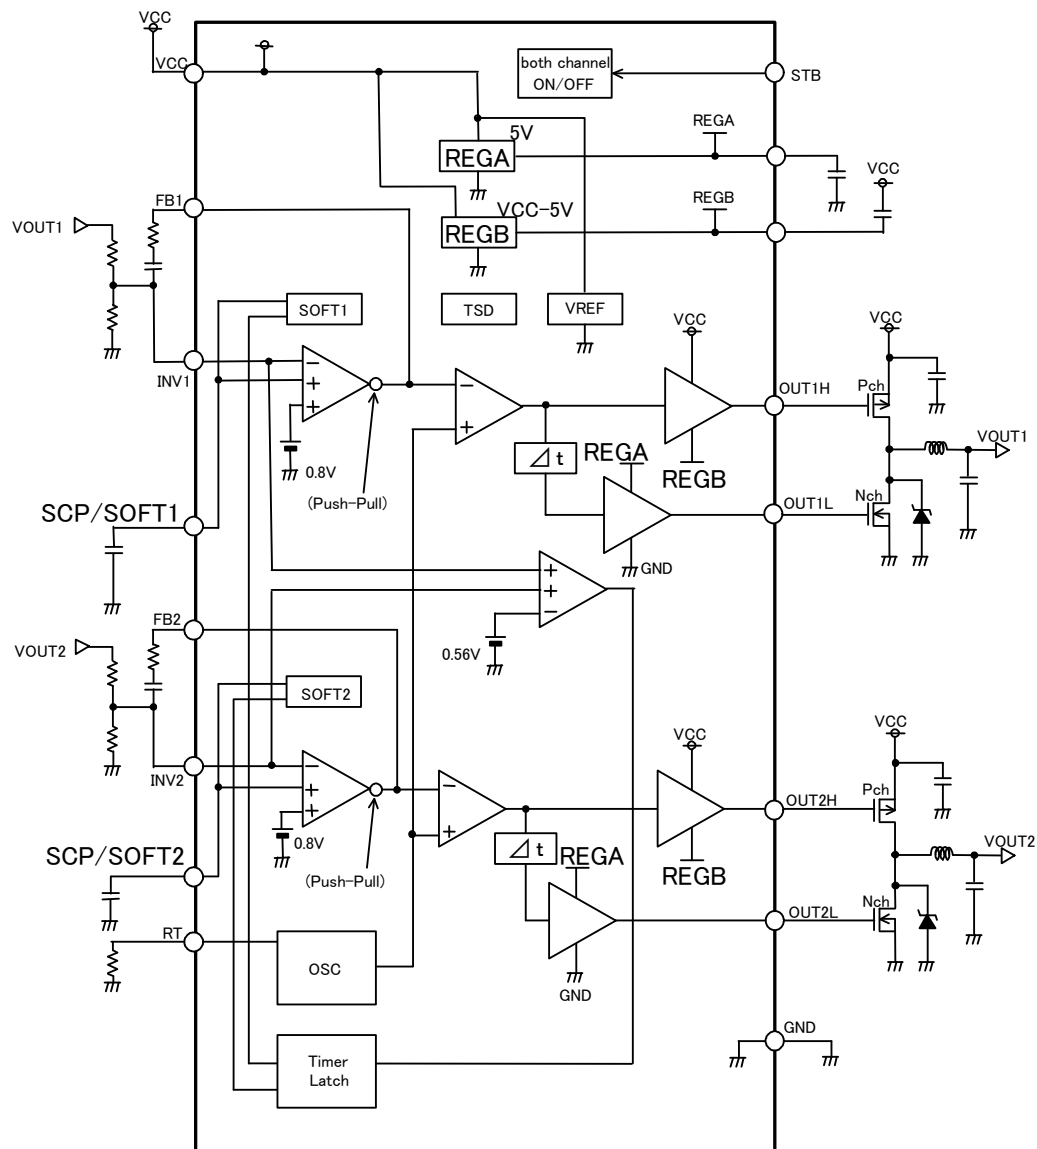 VCC
VCC
both channel
ON/OFF
STB
5V
REGA
REGA
VCC
FB1
VCC-5V
REGB
REGB
VOUT1
SOFT1
TSD
VREF
VCC
VCC
INV1
−
+
+
0.8V
(Push-Pull)
−
+
⊿t
REGA
REGB
OUT1H
Pch
VOUT1
SCP/SOFT1
GND
OUT1L
Nch
+
+
−
0.56V
FB2
VOUT2
SOFT2
VCC
VCC
INV2
−
+
+
0.8V
(Push-Pull)
−
+
⊿t
REGA
REGB
OUT2H
Pch
VOUT2
SCP/SOFT2
OUT2L
Nch
RT
OSC
GND
GND
Timer
Latch